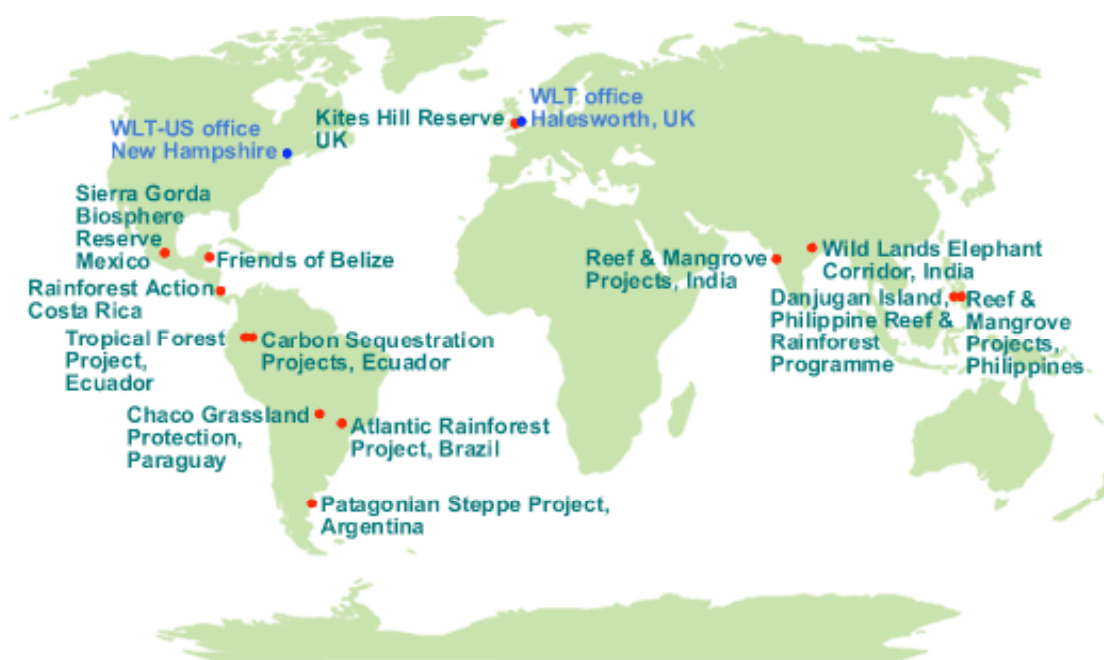 WLT office
Halesworth, UK
Kites Hill Reserve
UK
WLT-US office
New Hampshire
Sierra Gorda
Biosphere
Reserve
Mexico
Friends of Belize
Rainforest Action
Costa Rica
Tropical Forest
Project,
Ecuador
Carbon Sequestration
Projects, Ecuador
Chaco Grassland
Protection,
Paraguay
Atlantic Rainforest
Project, Brazil
Patagonian Steppe Project,
Argentina
Reef & Mangrove
Projects, India
Wild Lands Elephant
Corridor, India
Danjugan Island,
Philippine Reef &
Rainforest
Programme
Reef &
Mangrove
Projects,
Philippines